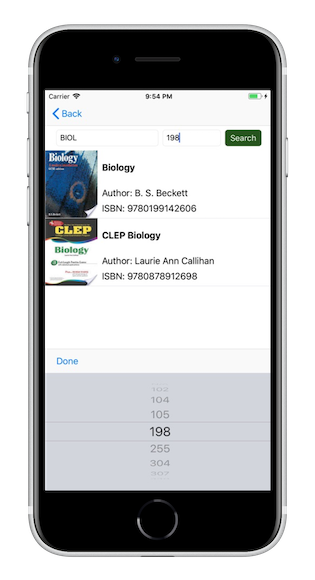 Carrier 9:54 PM
Back
BIOL 198 Search
Biology
Biology
Author: B. S. Beckett
ISBN: 9780199142606
CLEP
Biology
CLEP Biology
Author: Laurie Ann Callihan
ISBN: 9780878912698
Done
102
104
105
198
255
304
307